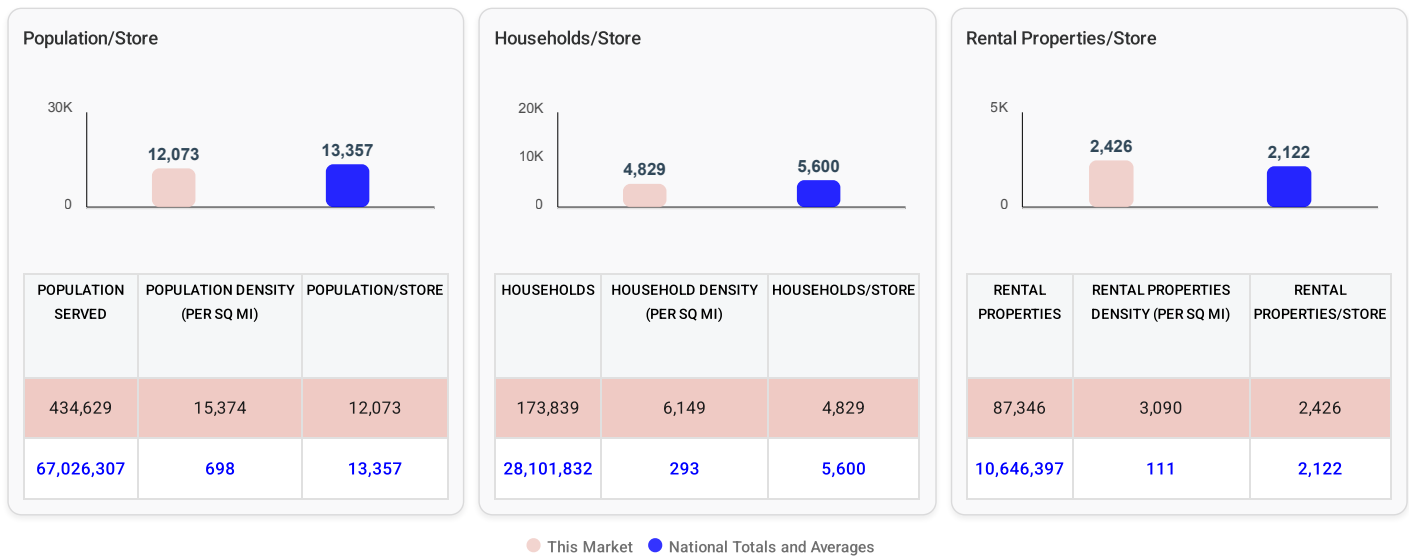 Population/Store
30K
12,073
13,357
0
POPULATION SERVED
POPULATION DENSITY (PER SQ MI)
POPULATION/STORE
434,629
15,374
12,073
67,026,307
698
13,357
Households/Store
20K
10K
4,829
5,600
0
HOUSEHOLDS
HOUSEHOLD DENSITY (PER SQ MI)
HOUSEHOLDS/STORE
173,839
6,149
4,829
28,101,832
293
5,600
Rental Properties/Store
5K
2,426
2,122
0
RENTAL PROPERTIES
RENTAL PROPERTIES DENSITY (PER SQ MI)
RENTAL PROPERTIES/STORE
87,346
3,090
2,426
10,646,397
111
2,122
This Market
National Totals and Averages